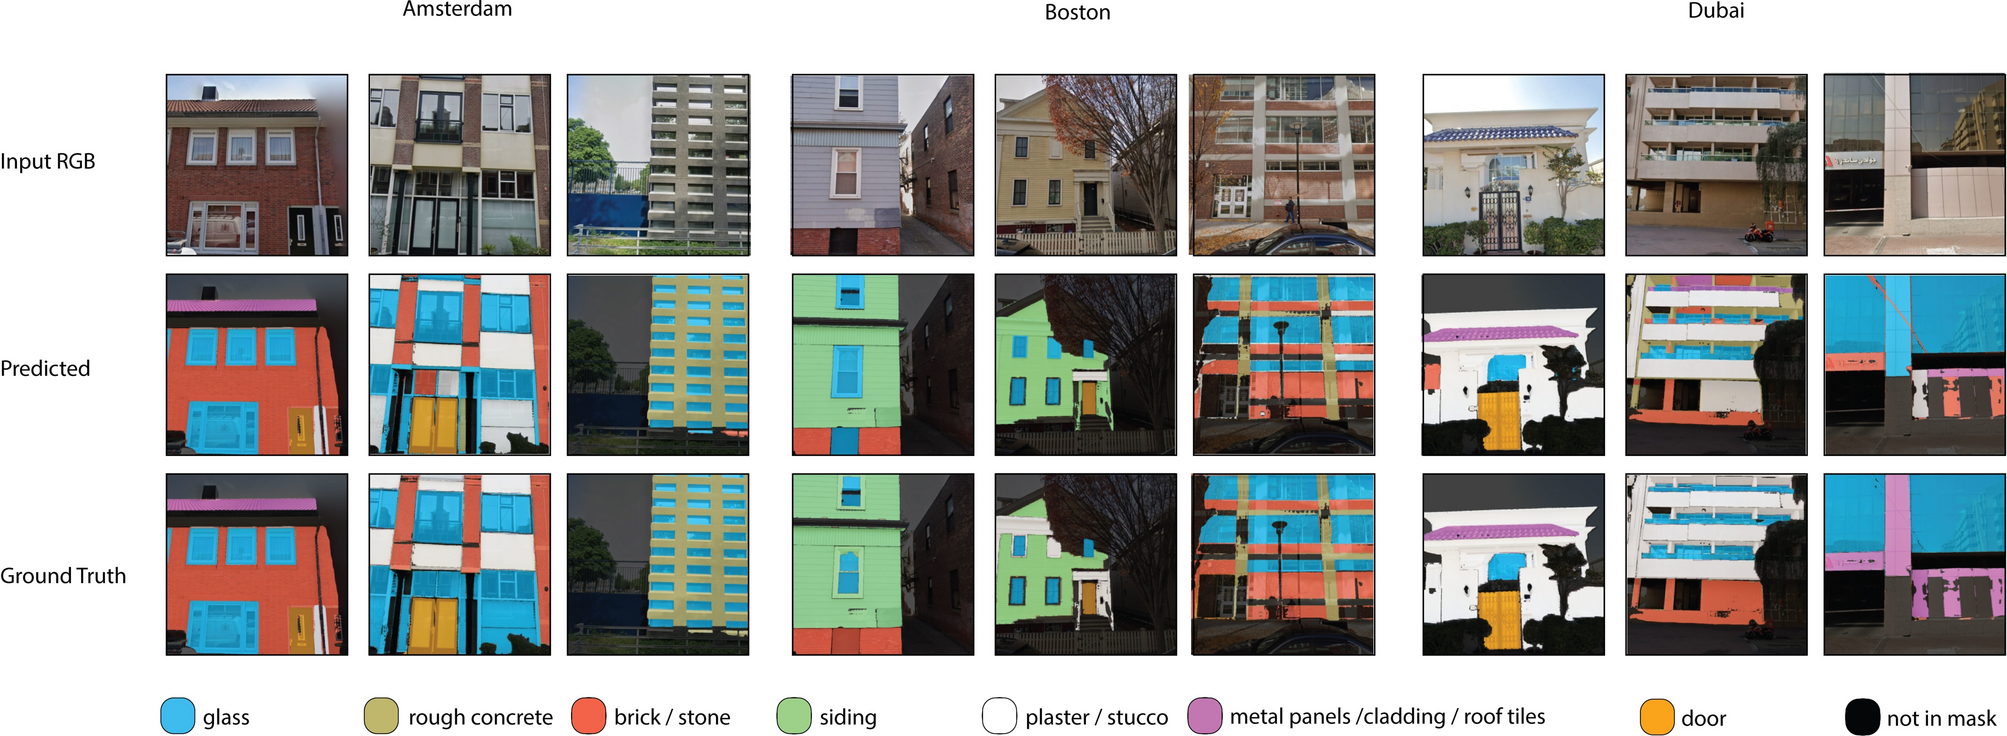 Amsterdam
Boston
Dubai
Input RGB
Predicted
Ground Truth
glass
rough concrete
brick / stone
siding
plaster / stucco
metal panels /cladding / roof tiles
door
not in mask